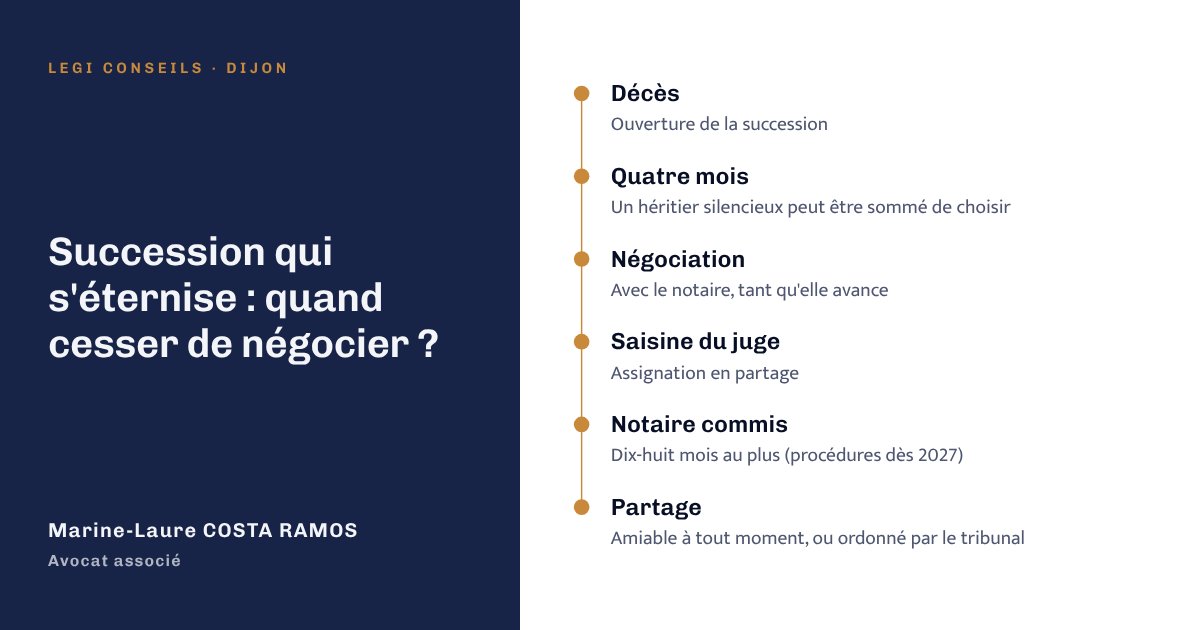 LEGI CONSEILS · DIJON
Succession qui
s'éternise : quand
cesser de négocier ?
Marine-Laure COSTA RAMOS
Avocat associé
Décès
Ouverture de la succession
Quatre mois
Un héritier silencieux peut être sommé de choisir
Négociation
Avec le notaire, tant qu'elle avance
Saisine du juge
Assignation en partage
Notaire commis
Dix-huit mois au plus (procédures dès 2027)
Partage
Amiable à tout moment, ou ordonné par le tribunal